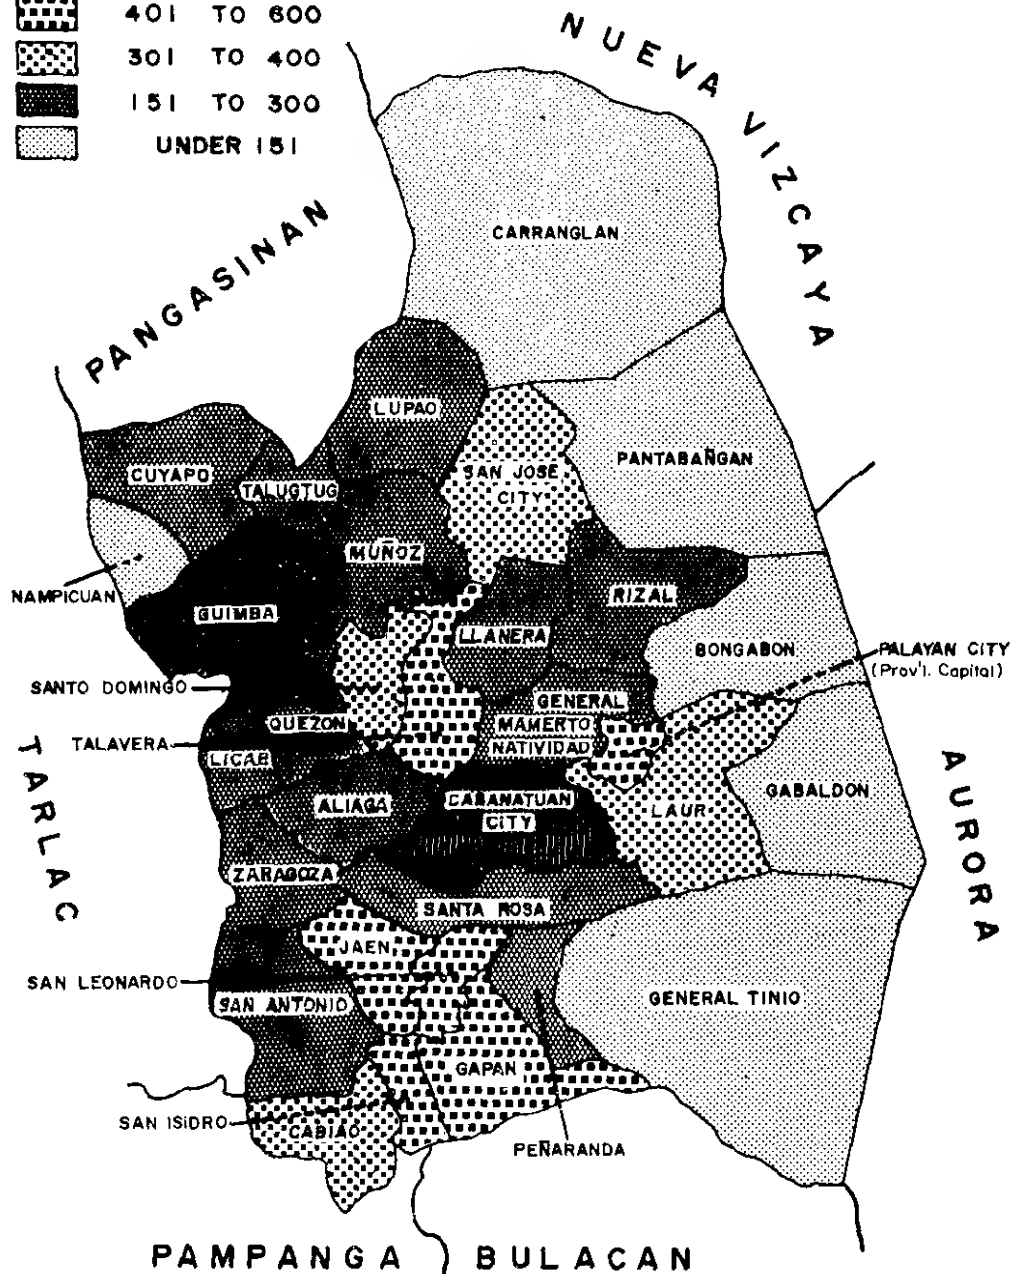 401 TO 600
301 TO 400
151 TO 300
UNDER 151
NUEVA VIZCAYA
PANGASINAN
CARRANGLAN
LUPAO
CUYAPO
TALUGTUG
SAN JOSE
CITY
PANTABAÑGAN
MUÑOZ
NAMPICUAN
GUIMBA
RIZAL
LLANERA
BONGABON
PALAYAN CITY
(Prov'l. Capital)
SANTO DOMINGO
GENERAL
MAMERTO
NATIVIDAD
QUEZON
TALAVERA
LICAB
TARLAC
ALIAGA
CABANATUAN
CITY
LAUR
GABALDON
AURORA
ZARAGOZA
SANTA ROSA
JAEN
SAN LEONARDO
SAN ANTONIO
GENERAL TINIO
GAPAN
SAN ISIDRO
CABIAO
PEÑARANDA
PAMPANGA
BULACAN